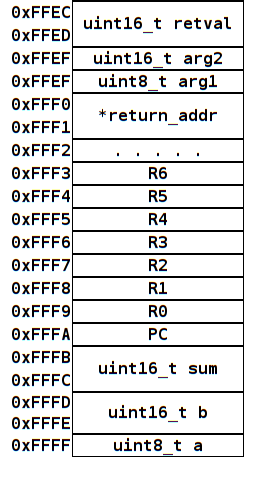 0xFFEC
uint16_t retval
0xFFED
0xFFEF uint16_t arg2
0xFFEF uint8_t arg1
0xFFF0
*return_addr
0xFFF1
0xFFF2 . . . . .
0xFFF3 R6
0xFFF4 R5
0xFFF5 R4
0xFFF6 R3
0xFFF7 R2
0xFFF8 R1
0xFFF9 R0
0xFFFA PC
0xFFFB
uint16_t sum
0xFFFC
0xFFFD
uint16_t b
0xFFFE
0xFFFF uint8_t a